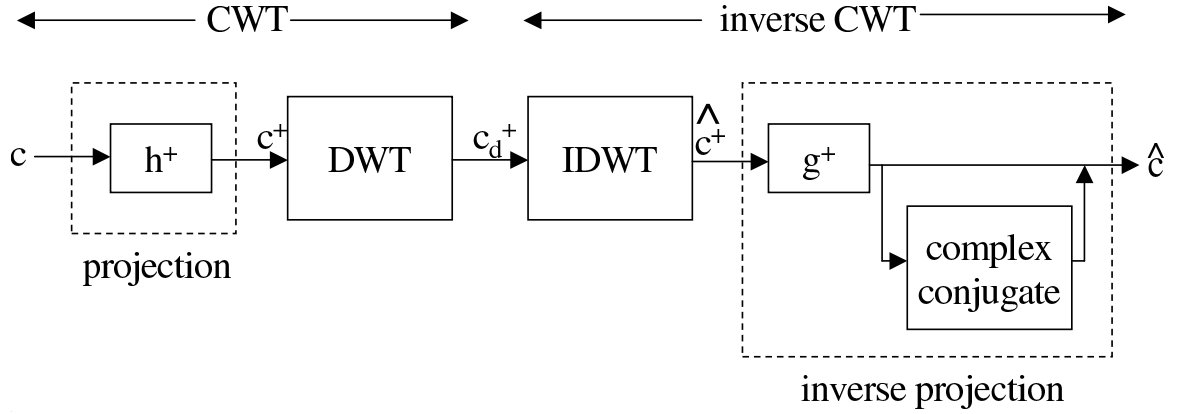 CWT
inverse CWT
c
h⁺
c⁺
DWT
c_d⁺
IDWT
ĉ⁺
g⁺
ĉ
complex
conjugate
projection
inverse projection